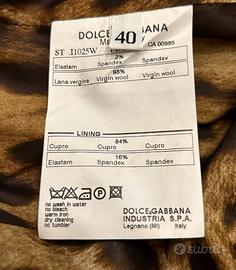 DOLCE&GABBANA
40
ST .I1025W
CA 00985
2%
Elastam Spandex Spandex
98%
Lana vergine Virgin wool Virgin wool
LINING
84%
Cupro Cupro Cupro
16%
Elastam Spandex Spandex
no wash in water
no bleach
warm iron
dry cleaning
no tumbler
DOLCE&GABBANA
INDUSTRIA S.P.A.
Legnano (MI) Italy
subito